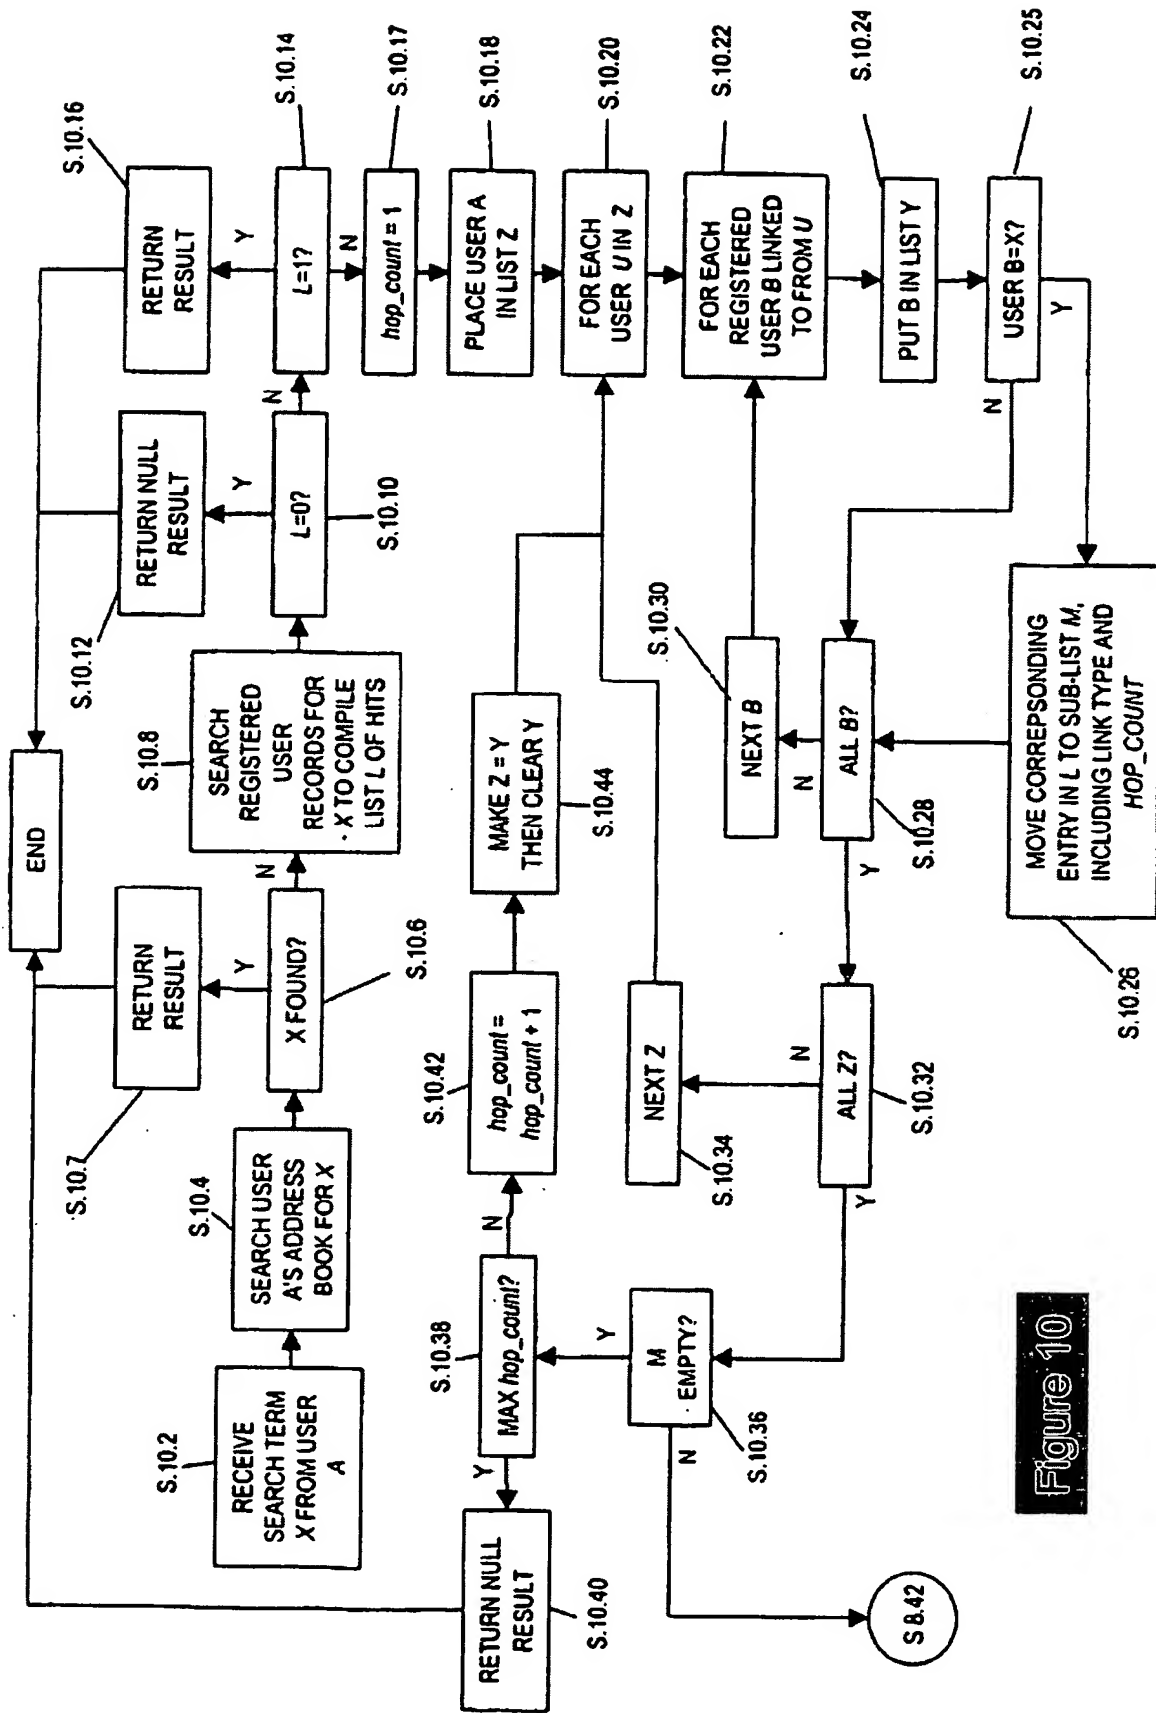 END
S.10.7
RETURN
RESULT
S.10.12
RETURN NULL
RESULT
S.10.16
RETURN
RESULT
S.10.2
RECEIVE
SEARCH TERM
X FROM USER
A
S.10.4
SEARCH USER
A'S ADDRESS
BOOK FOR X
X FOUND?
Y
N
S.10.6
S.10.8
SEARCH
REGISTERED
USER
RECORDS FOR
X TO COMPILE
LIST L OF HITS
L=0?
Y
N
S.10.10
L=1?
Y
N
S.10.14
hop_count = 1
S.10.17
PLACE USER A
IN LIST Z
S.10.18
FOR EACH
USER U IN Z
S.10.20
FOR EACH
REGISTERED
USER B LINKED
TO FROM U
S.10.22
PUT B IN LIST Y
S.10.24
USER B=X?
N
Y
S.10.25
MOVE CORREPSONDING
ENTRY IN L TO SUB-LIST M,
INCLUDING LINK TYPE AND
HOP_COUNT
S.10.26
ALL B?
N
Y
S.10.28
NEXT B
S.10.30
ALL Z?
N
Y
S.10.32
NEXT Z
S.10.34
M
EMPTY?
Y
N
S.10.36
S 8.42
MAX hop_count?
Y
N
S.10.38
RETURN NULL
RESULT
S.10.40
hop_count =
hop_count + 1
S.10.42
MAKE Z = Y
THEN CLEAR Y
S.10.44
Figure 10